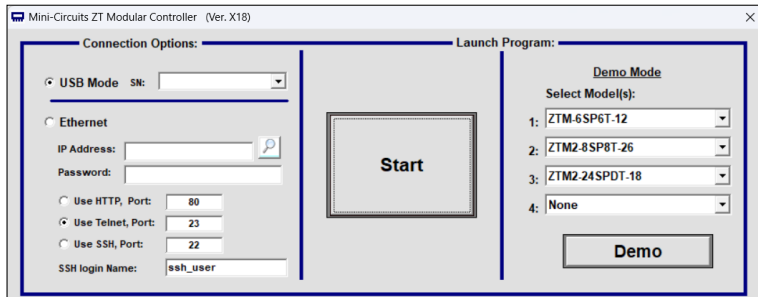 Mini-Circuits ZT Modular Controller (Ver. X18)
Connection Options:
USB Mode SN:
Ethernet
IP Address:
Password:
Use HTTP, Port: 80
Use Telnet, Port: 23
Use SSH, Port: 22
SSH login Name: ssh_user
Launch Program:
Start
Demo Mode
Select Model(s):
1: ZTM-6SP6T-12
2: ZTM2-8SP8T-26
3: ZTM2-24SPDT-18
4: None
Demo